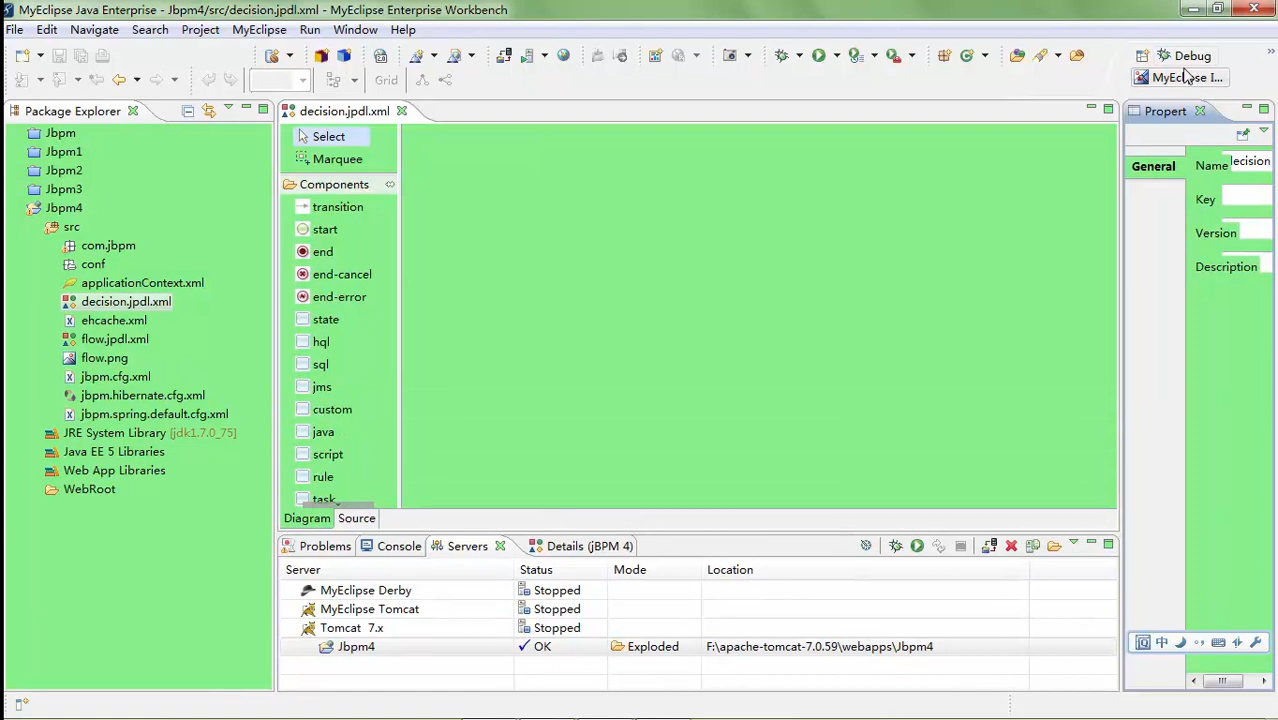 MyEclipse Java Enterprise - Jbpm4/src/decision.jpdl.xml - MyEclipse Enterprise Workbench
File Edit Navigate Search Project MyEclipse Run Window Help
Debug
Grid
MyEclipse I...
Package Explorer
decision.jpdl.xml
Propert
Jbpm
Jbpm1
Jbpm2
Jbpm3
Jbpm4
src
com.jbpm
conf
applicationContext.xml
decision.jpdl.xml
ehcache.xml
flow.jpdl.xml
flow.png
jbpm.cfg.xml
jbpm.hibernate.cfg.xml
jbpm.spring.default.cfg.xml
JRE System Library [jdk1.7.0_75]
Java EE 5 Libraries
Web App Libraries
WebRoot
Select
Marquee
Components
transition
start
end
end-cancel
end-error
state
hql
sql
jms
custom
java
script
rule
task
Diagram Source
General
Name decision
Key
Version
Description
Problems Console Servers Details (jBPM 4)
Server Status Mode Location
MyEclipse Derby Stopped
MyEclipse Tomcat Stopped
Tomcat 7.x Stopped
Jbpm4 OK Exploded F:\apache-tomcat-7.0.59\webapps\Jbpm4
中